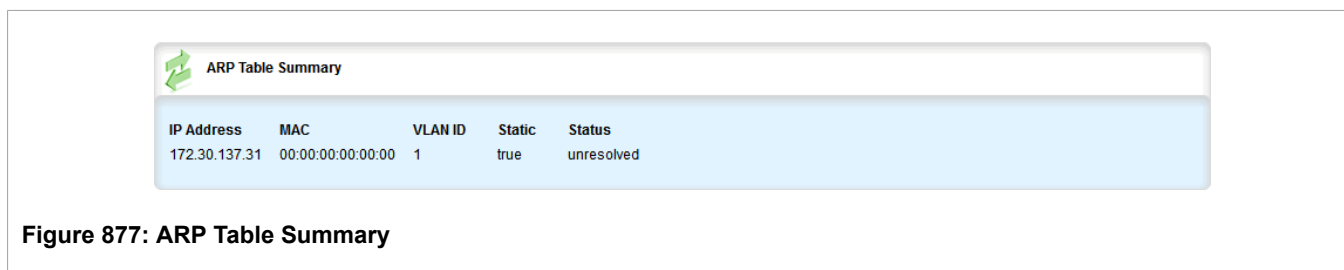 ARP Table Summary
IP Address MAC VLAN ID Static Status
172.30.137.31 00:00:00:00:00:00 1 true unresolved
Figure 877: ARP Table Summary